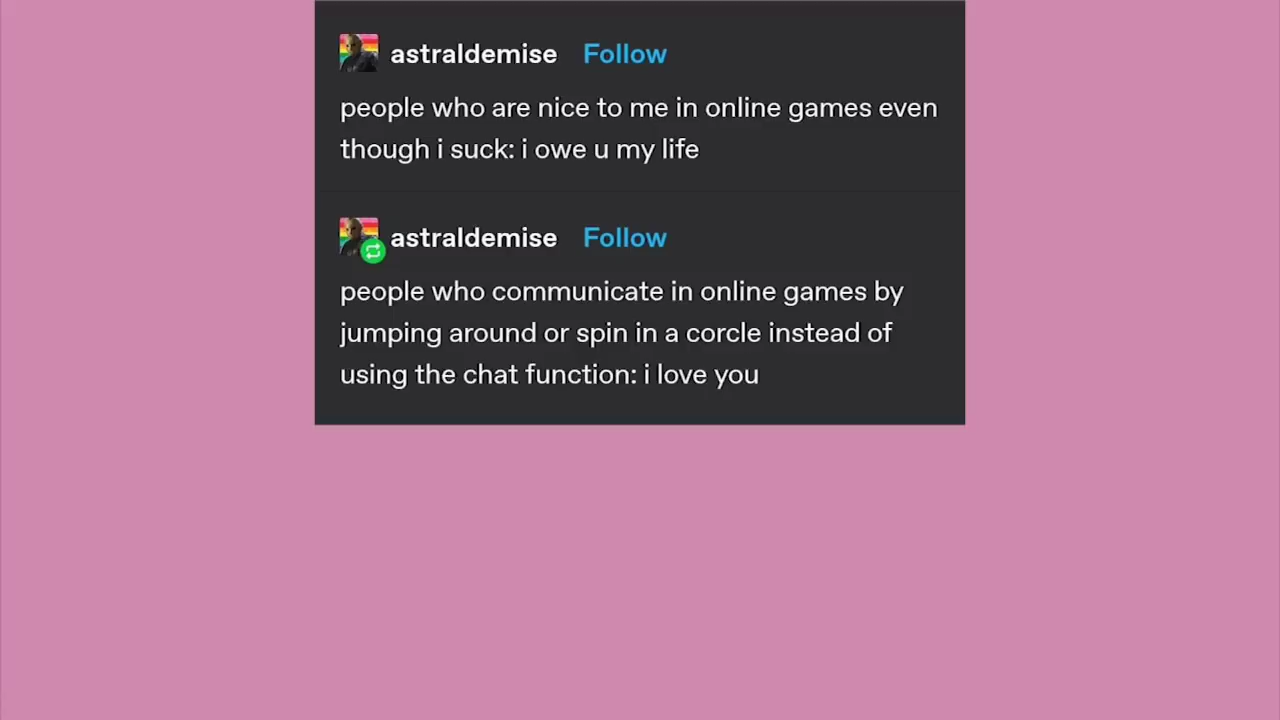 astraldemise Follow
people who are nice to me in online games even
though i suck: i owe u my life
astraldemise Follow
people who communicate in online games by
jumping around or spin in a corcle instead of
using the chat function: i love you